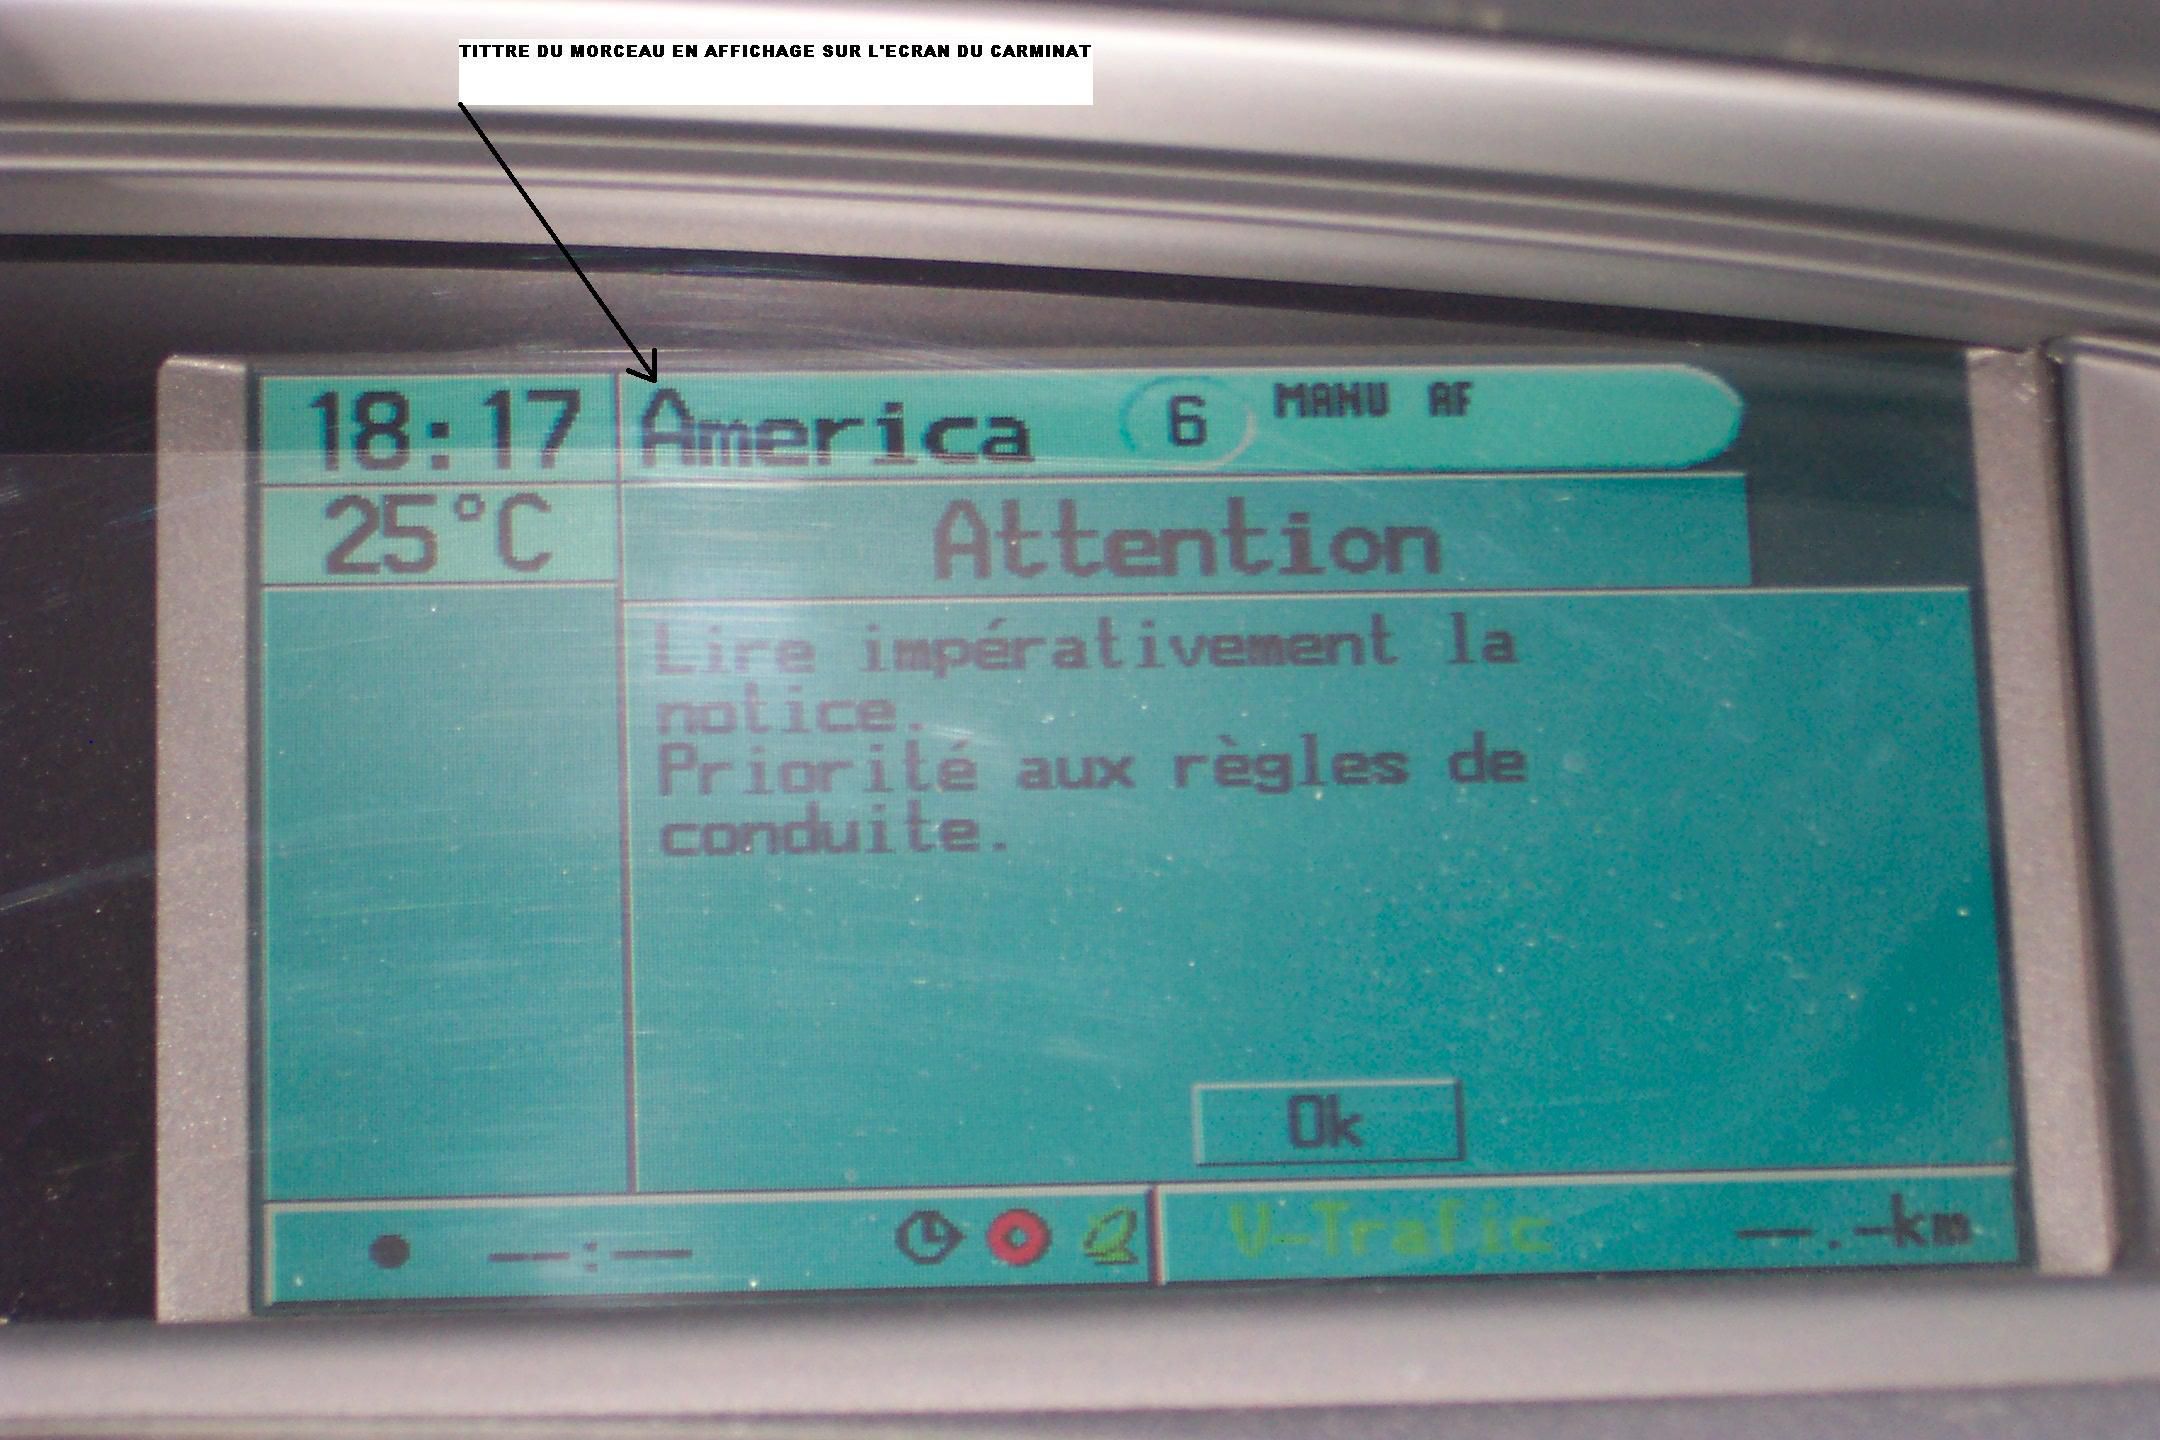 TITTRE DU MORCEAU EN AFFICHAGE SUR L'ECRAN DU CARMINAT
18:17 America 6 MANU AF
25°C Attention
Lire impérativement la
notice.
Priorité aux règles de
conduite.
Ok
--:-- V-Trafic --.-km